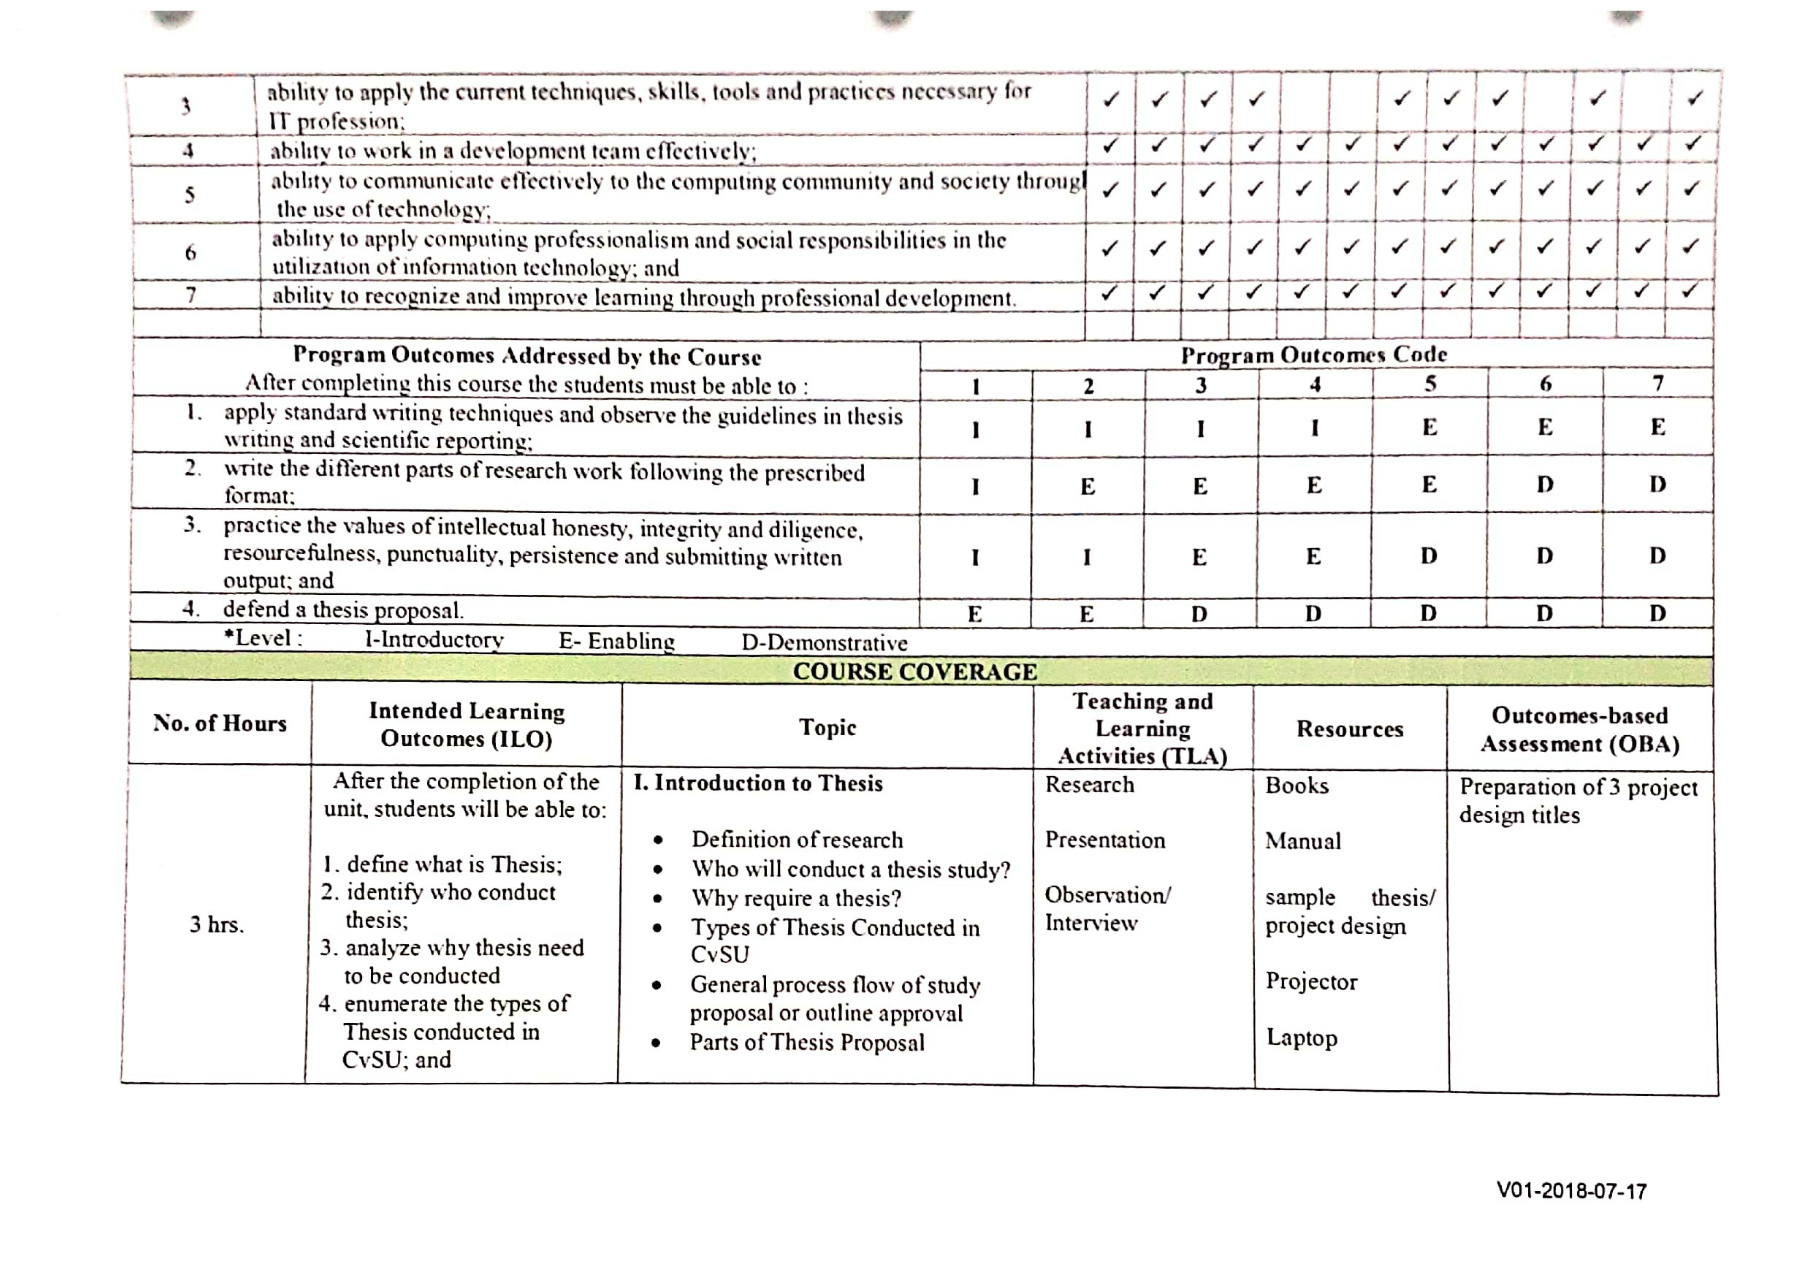 3 ability to apply the current techniques, skills, tools and practices necessary for ✓ ✓ ✓ ✓ ✓ ✓ ✓ ✓ ✓
IT profession;
4 ability to work in a development team effectively; ✓ ✓ ✓ ✓ ✓ ✓ ✓ ✓ ✓ ✓ ✓ ✓ ✓
5 ability to communicate effectively to the computing community and society through ✓ ✓ ✓ ✓ ✓ ✓ ✓ ✓ ✓ ✓ ✓ ✓ ✓
the use of technology;
6 ability to apply computing professionalism and social responsibilities in the ✓ ✓ ✓ ✓ ✓ ✓ ✓ ✓ ✓ ✓ ✓ ✓ ✓
utilization of information technology; and
7 ability to recognize and improve learning through professional development. ✓ ✓ ✓ ✓ ✓ ✓ ✓ ✓ ✓ ✓ ✓ ✓ ✓
Program Outcomes Addressed by the Course Program Outcomes Code
After completing this course the students must be able to : 1 2 3 4 5 6 7
1. apply standard writing techniques and observe the guidelines in thesis
writing and scientific reporting; I I I I E E E
2. write the different parts of research work following the prescribed
format; I E E E E D D
3. practice the values of intellectual honesty, integrity and diligence,
resourcefulness, punctuality, persistence and submitting written I I E E D D D
output; and
4. defend a thesis proposal. E E D D D D D
*Level : I-Introductory E- Enabling D-Demonstrative
COURSE COVERAGE
No. of Hours
Intended Learning
Outcomes (ILO)
Topic
Teaching and
Learning
Activities (TLA)
Resources
Outcomes-based
Assessment (OBA)
3 hrs.
After the completion of the
unit, students will be able to:
1. define what is Thesis;
2. identify who conduct
thesis;
3. analyze why thesis need
to be conducted
4. enumerate the types of
Thesis conducted in
CvSU; and
I. Introduction to Thesis
• Definition of research
• Who will conduct a thesis study?
• Why require a thesis?
• Types of Thesis Conducted in
CvSU
• General process flow of study
proposal or outline approval
• Parts of Thesis Proposal
Research
Presentation
Observation/
Interview
Books
Manual
sample thesis/
project design
Projector
Laptop
Preparation of 3 project
design titles
V01-2018-07-17